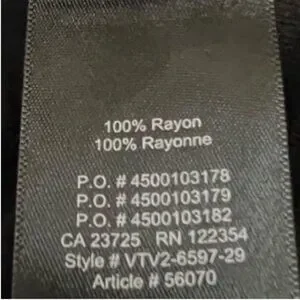 100% Rayon
100% Rayonne
P.O. # 4500103178
P.O. # 4500103179
P.O. # 4500103182
CA 23725 RN 122354
Style # VTV2-6597-29
Article # 56070